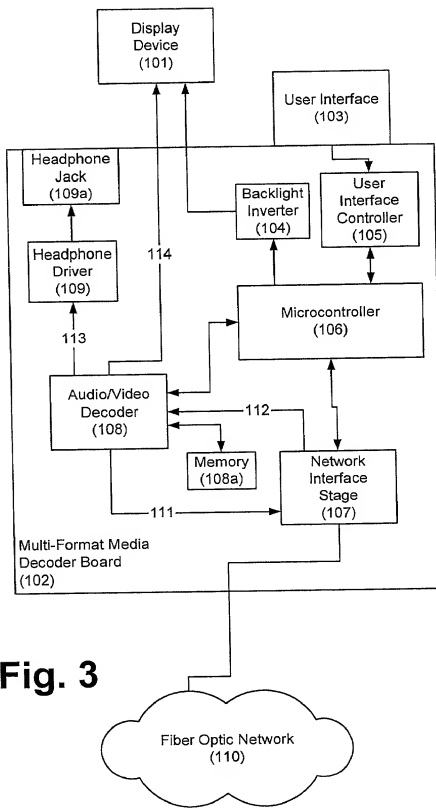 Display
Device
(101)
User Interface
(103)
Headphone
Jack
(109a)
Backlight
Inverter
(104)
User
Interface
Controller
(105)
114
Headphone
Driver
(109)
Microcontroller
(106)
113
Audio/Video
Decoder
(108)
112
Memory
(108a)
Network
Interface
Stage
(107)
111
Multi-Format Media
Decoder Board
(102)
Fig. 3
Fiber Optic Network
(110)